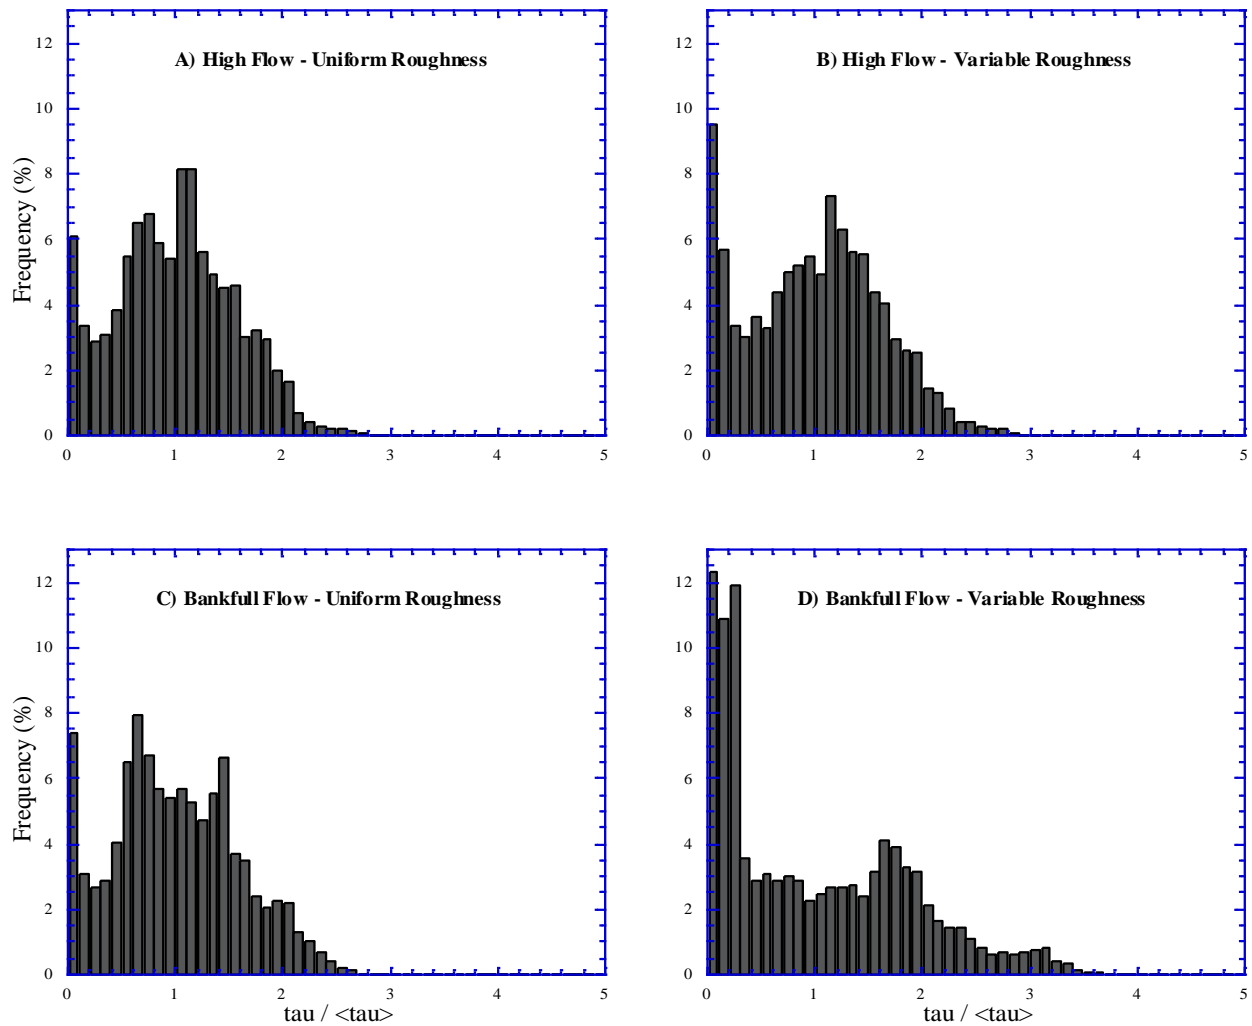 A) High Flow - Uniform Roughness
Frequency (%)
12
10
8
6
4
2
0
0 1 2 3 4 5
B) High Flow - Variable Roughness
12
10
8
6
4
2
0
0 1 2 3 4 5
C) Bankfull Flow - Uniform Roughness
Frequency (%)
12
10
8
6
4
2
0
0 1 2 3 4 5
tau / <tau>
D) Bankfull Flow - Variable Roughness
12
10
8
6
4
2
0
0 1 2 3 4 5
tau / <tau>